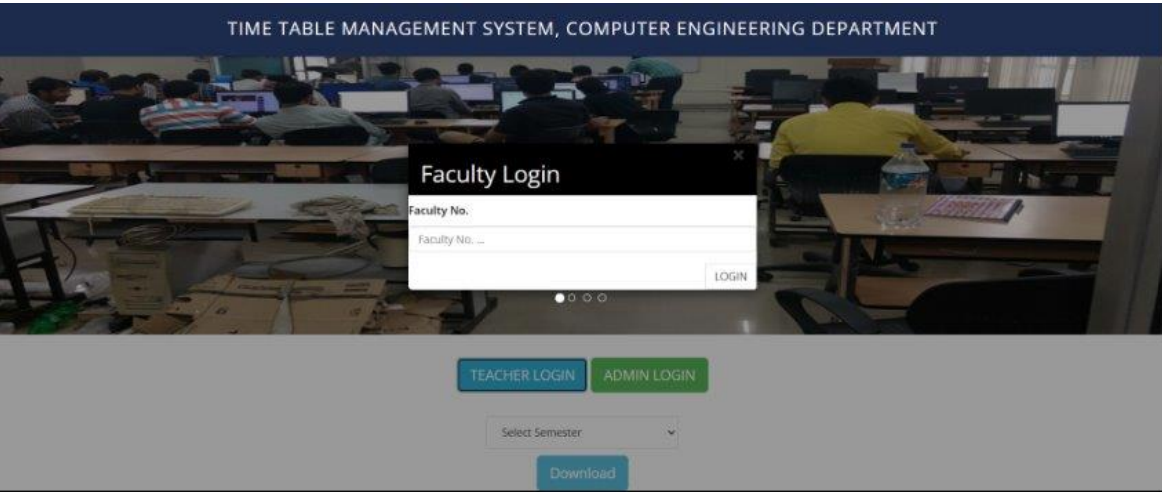 TIME TABLE MANAGEMENT SYSTEM, COMPUTER ENGINEERING DEPARTMENT
Faculty Login
×
Faculty No.
Faculty No. ...
LOGIN
TEACHER LOGIN ADMIN LOGIN
Select Semester
Download